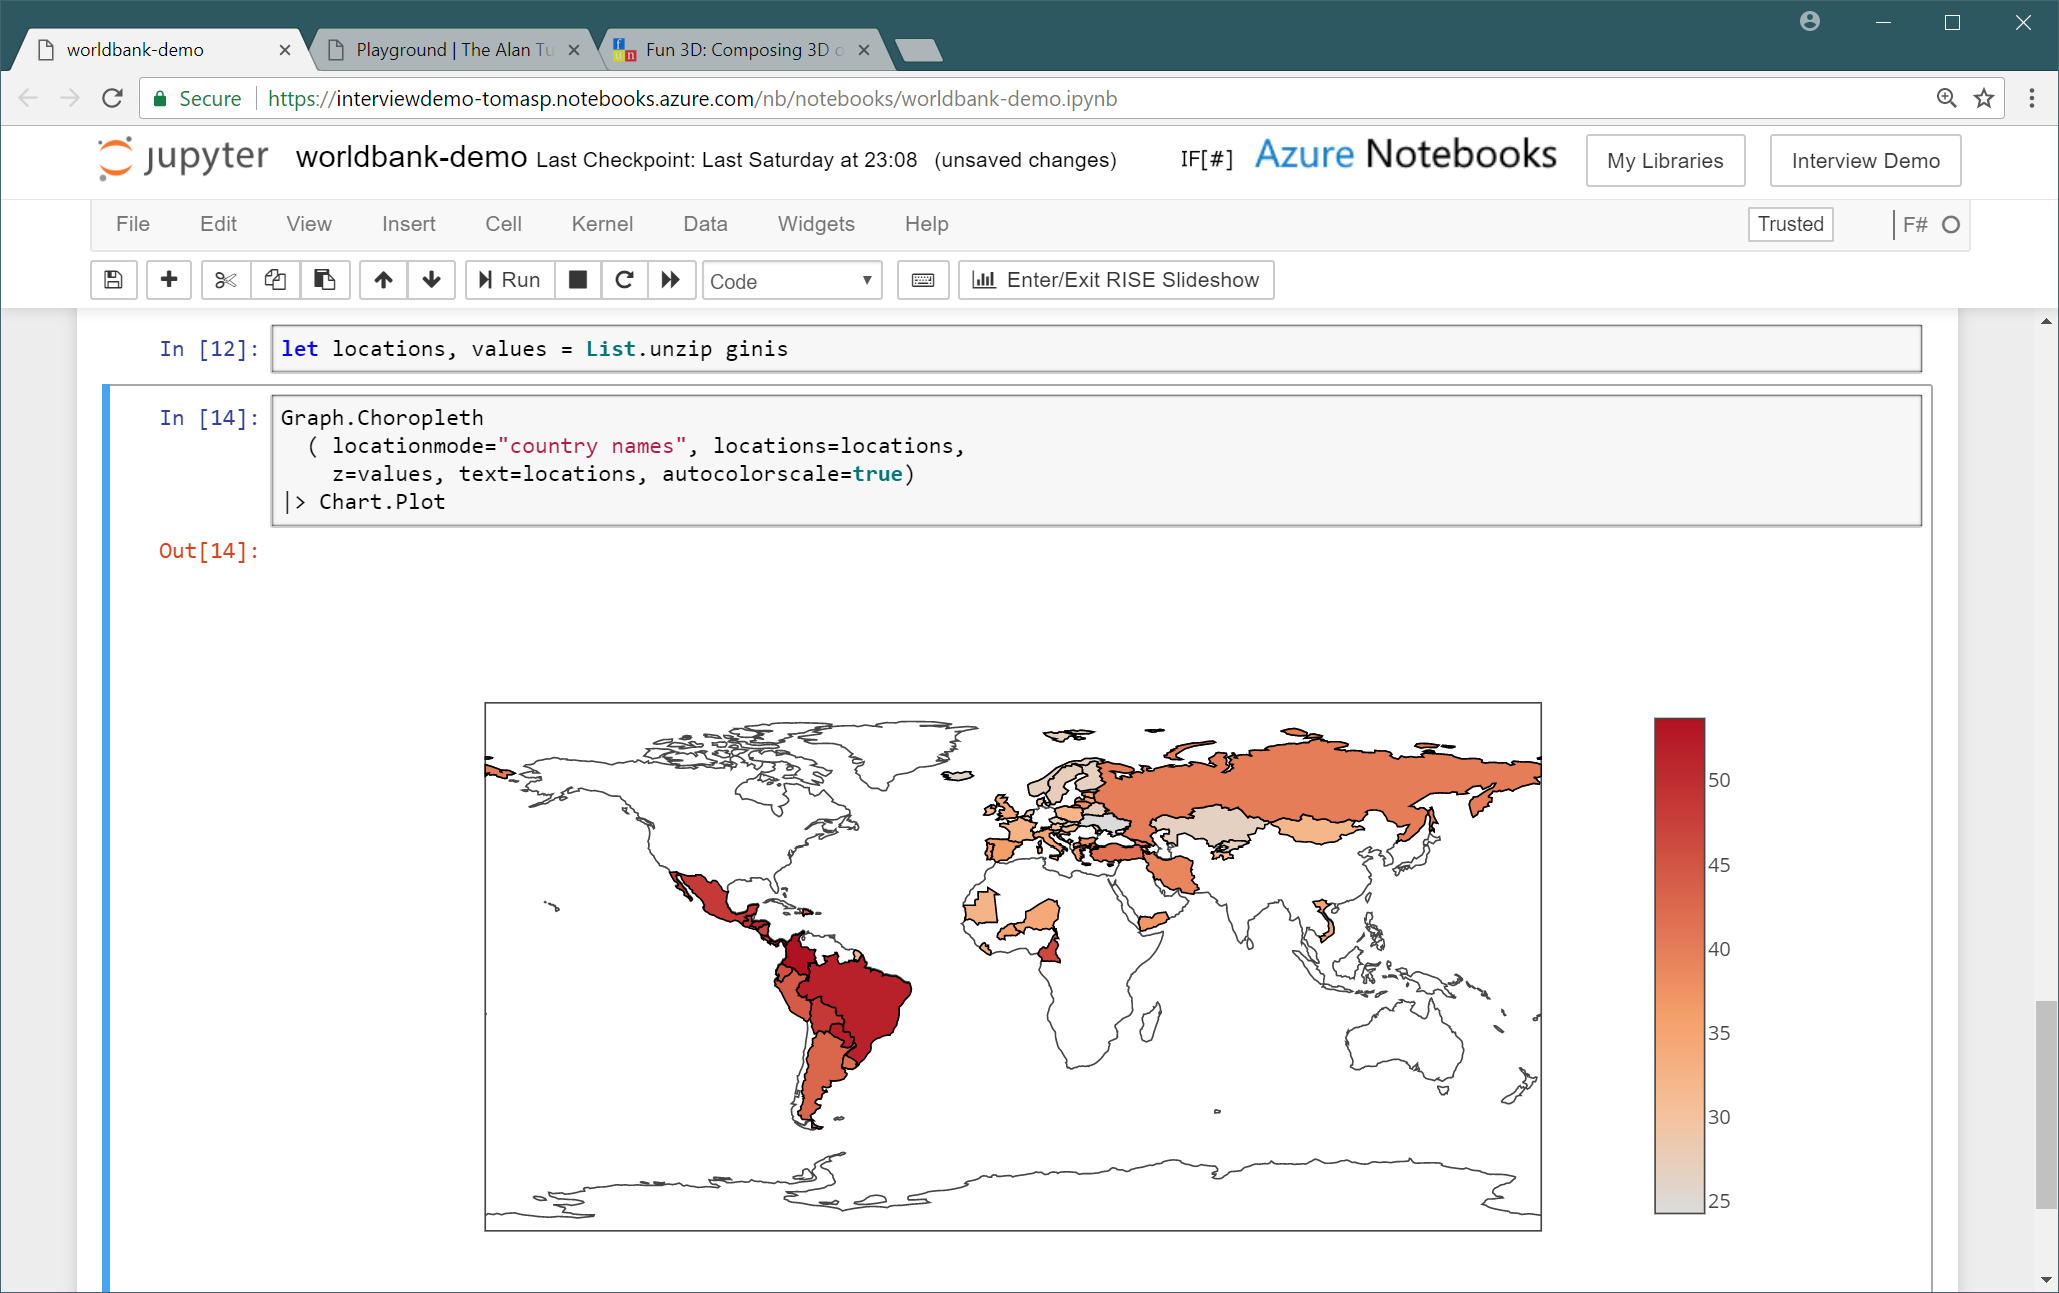 worldbank-demo
Playground | The Alan Tu
fun Fun 3D: Composing 3D o
Secure https://interviewdemo-tomasp.notebooks.azure.com/nb/notebooks/worldbank-demo.ipynb
jupyter worldbank-demo Last Checkpoint: Last Saturday at 23:08 (unsaved changes) IF[#] Azure Notebooks My Libraries Interview Demo
File Edit View Insert Cell Kernel Data Widgets Help Trusted F#
Run Code Enter/Exit RISE Slideshow
In [12]: let locations, values = List.unzip ginis
In [14]: Graph.Choropleth
( locationmode="country names", locations=locations,
z=values, text=locations, autocolorscale=true)
|> Chart.Plot
Out[14]:
50
45
40
35
30
25